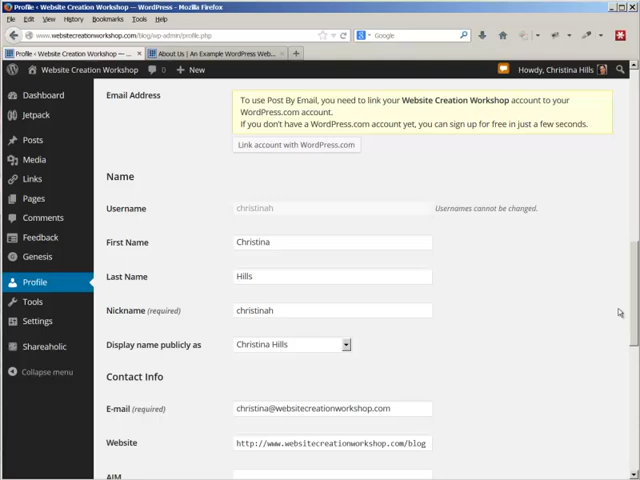 Profile ‹ Website Creation Workshop — WordPress - Mozilla Firefox
File Edit View History Bookmarks Tools Help
Profile ‹ Website Creation Workshop —... × About Us | An Example WordPress Web... × +
www.websitecreationworkshop.com/blog/wp-admin/profile.php
Google
Website Creation Workshop 0 + New Howdy, Christina Hills
Dashboard
Jetpack
Posts
Media
Links
Pages
Comments
Feedback
Genesis
Profile
Tools
Settings
Shareaholic
Collapse menu
Email Address
To use Post By Email, you need to link your Website Creation Workshop account to your
WordPress.com account.
If you don't have a WordPress.com account yet, you can sign up for free in just a few seconds.
Link account with WordPress.com
Name
Username christinah Usernames cannot be changed.
First Name Christina
Last Name Hills
Nickname (required) christinah
Display name publicly as Christina Hills
Contact Info
E-mail (required) christina@websitecreationworkshop.com
Website http://www.websitecreationworkshop.com/blog
AIM